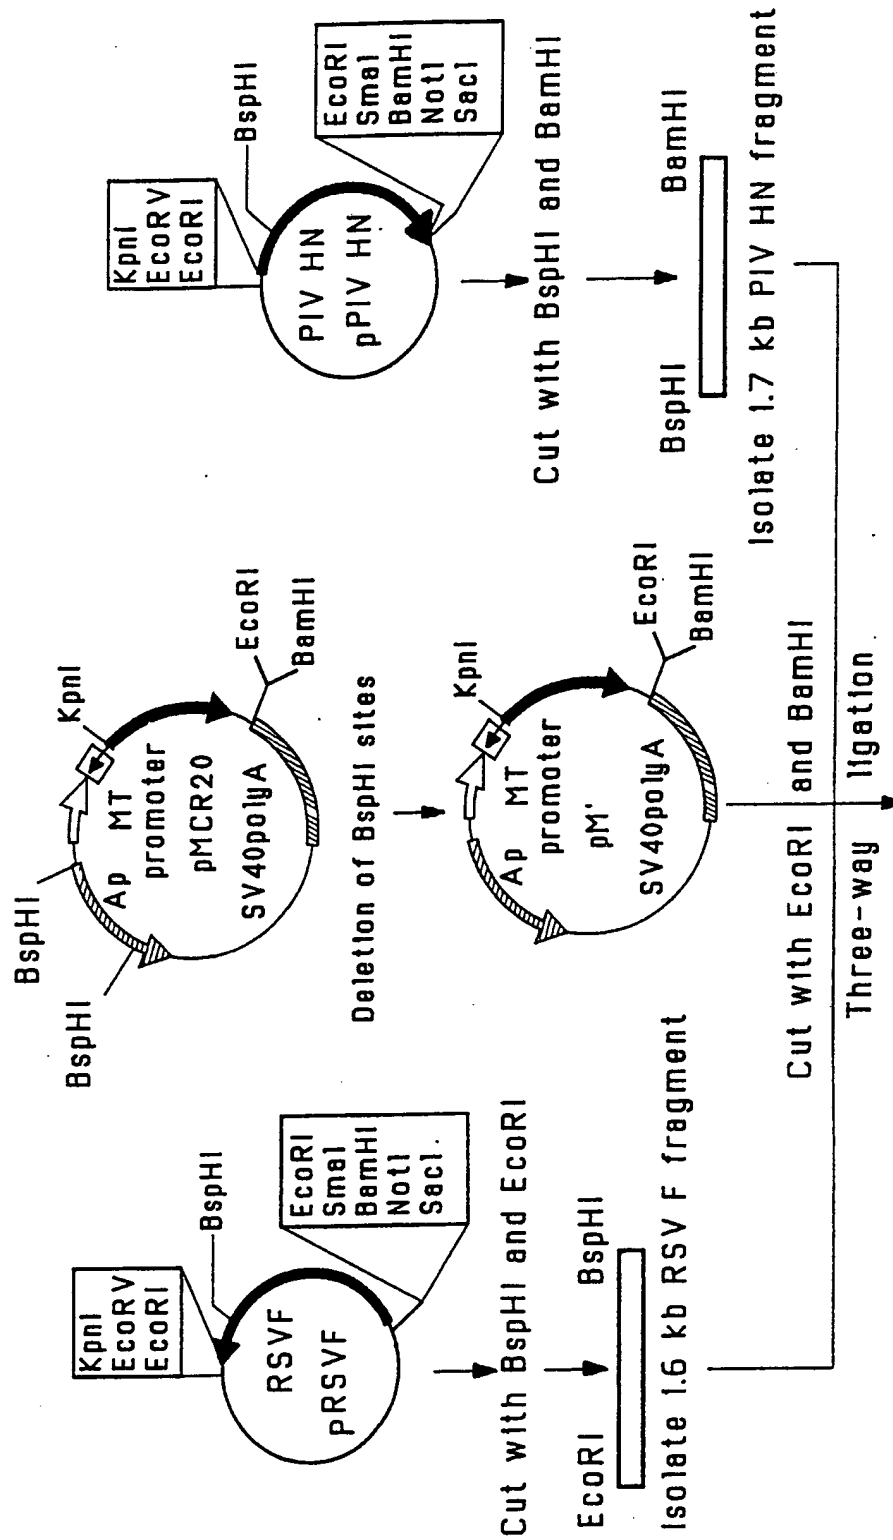 KpnI
EcoRV
EcoRI
BspHI
RSVF
pRSVF
EcoRI
SmaI
BamHI
NotI
SacI
Cut with BspHI and EcoRI
EcoRI
BspHI
Isolate 1.6 kb RSV F fragment
BspHI
BspHI
KpnI
Ap
MT
promoter
pMCR20
SV40polyA
EcoRI
BamHI
Deletion of BspHI sites
KpnI
Ap
MT
promoter
pM'
SV40polyA
EcoRI
BamHI
KpnI
EcoRV
EcoRI
BspHI
PIV HN
pPIV HN
EcoRI
SmaI
BamHI
NotI
SacI
Cut with BspHI and BamHI
BspHI
BamHI
Isolate 1.7 kb PIV HN fragment
Cut with EcoRI and BamHI
Three-way ligation